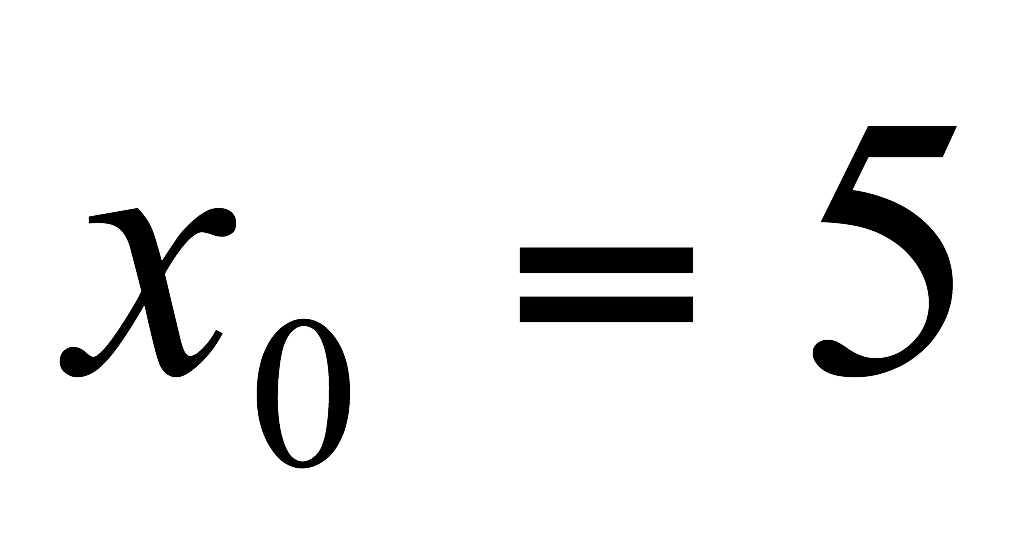 x₀ = 5